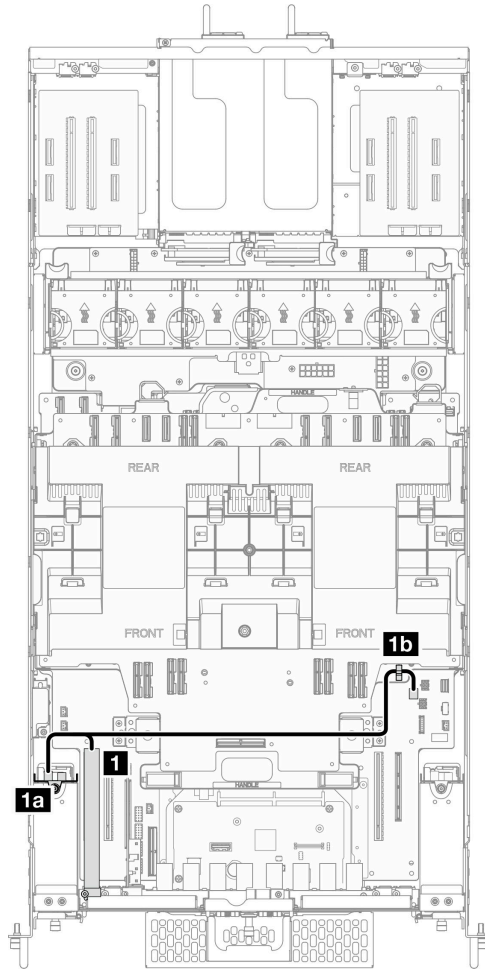 HANDLE
REAR
REAR
FRONT
FRONT
1b
1
1a
HANDLE